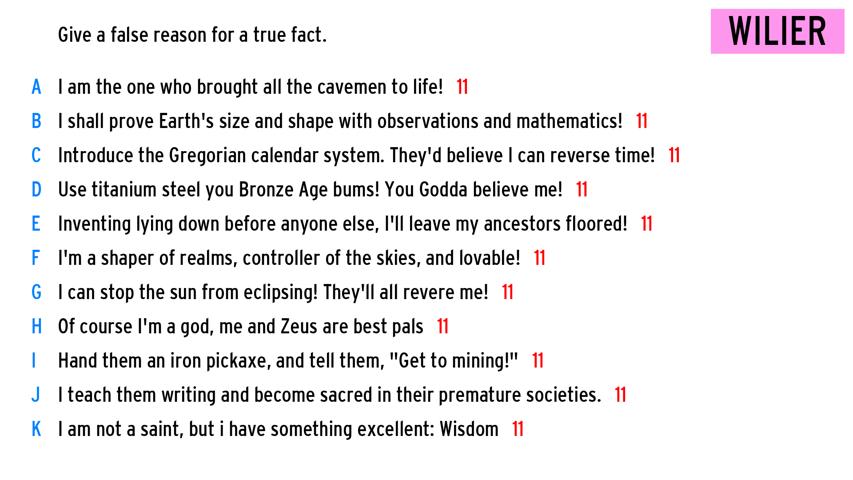 Give a false reason for a true fact.
WILIER
A I am the one who brought all the cavemen to life! 11
B I shall prove Earth's size and shape with observations and mathematics! 11
C Introduce the Gregorian calendar system. They'd believe I can reverse time! 11
D Use titanium steel you Bronze Age bums! You Godda believe me! 11
E Inventing lying down before anyone else, I'll leave my ancestors floored! 11
F I'm a shaper of realms, controller of the skies, and lovable! 11
G I can stop the sun from eclipsing! They'll all revere me! 11
H Of course I'm a god, me and Zeus are best pals 11
I Hand them an iron pickaxe, and tell them, "Get to mining!" 11
J I teach them writing and become sacred in their premature societies. 11
K I am not a saint, but i have something excellent: Wisdom 11